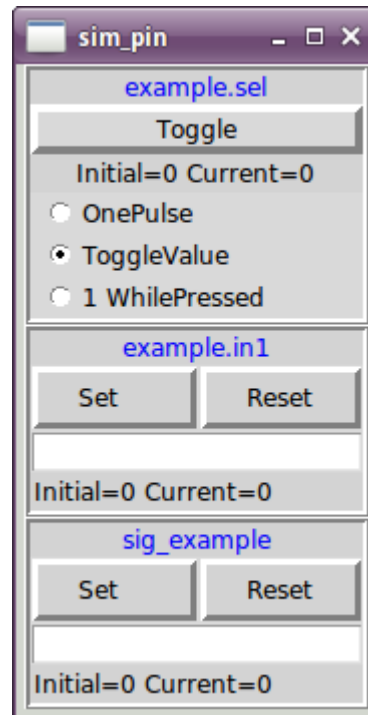 sim_pin
example.sel
Toggle
Initial=0 Current=0
OnePulse
ToggleValue
1 WhilePressed
example.in1
Set Reset
Initial=0 Current=0
sig_example
Set Reset
Initial=0 Current=0